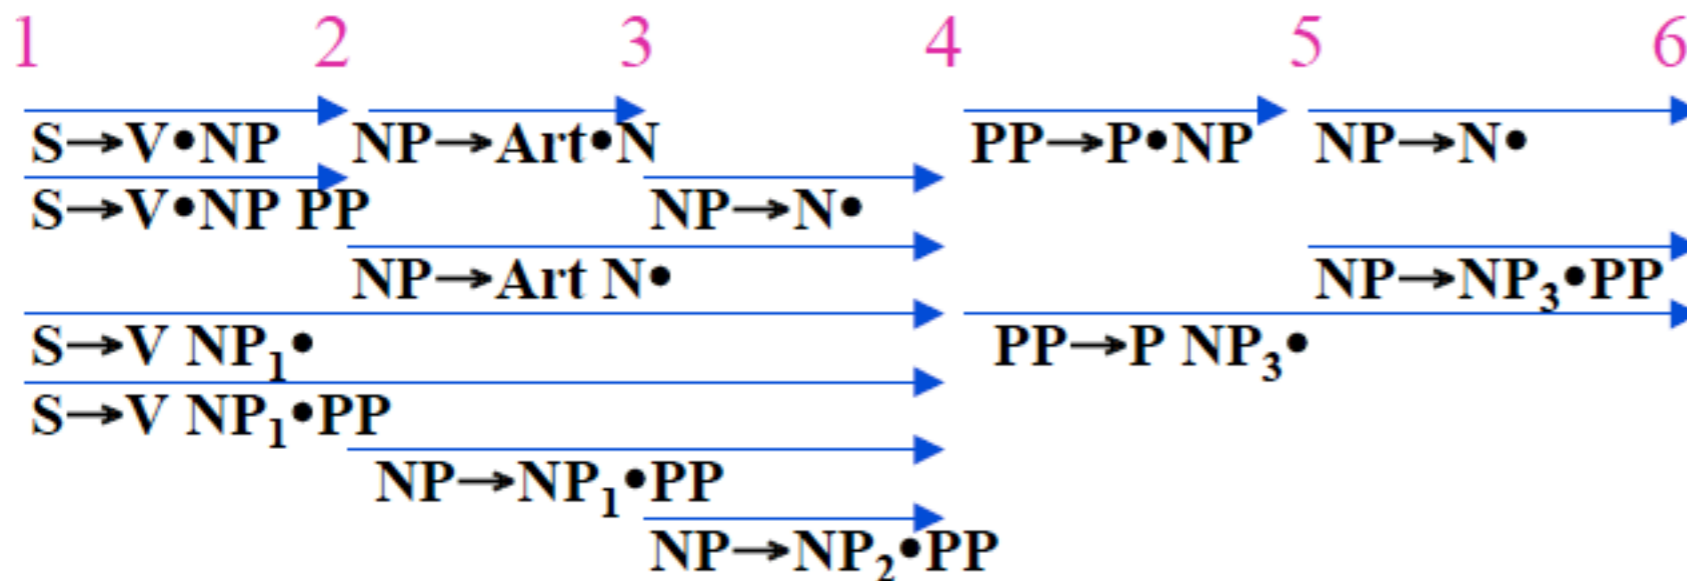 1 2 3 4 5 6
S→V•NP NP→Art•N PP→P•NP NP→N•
S→V•NP PP NP→N•
NP→Art N• NP→NP₃•PP
S→V NP₁• PP→P NP₃•
S→V NP₁•PP
NP→NP₁•PP
NP→NP₂•PP